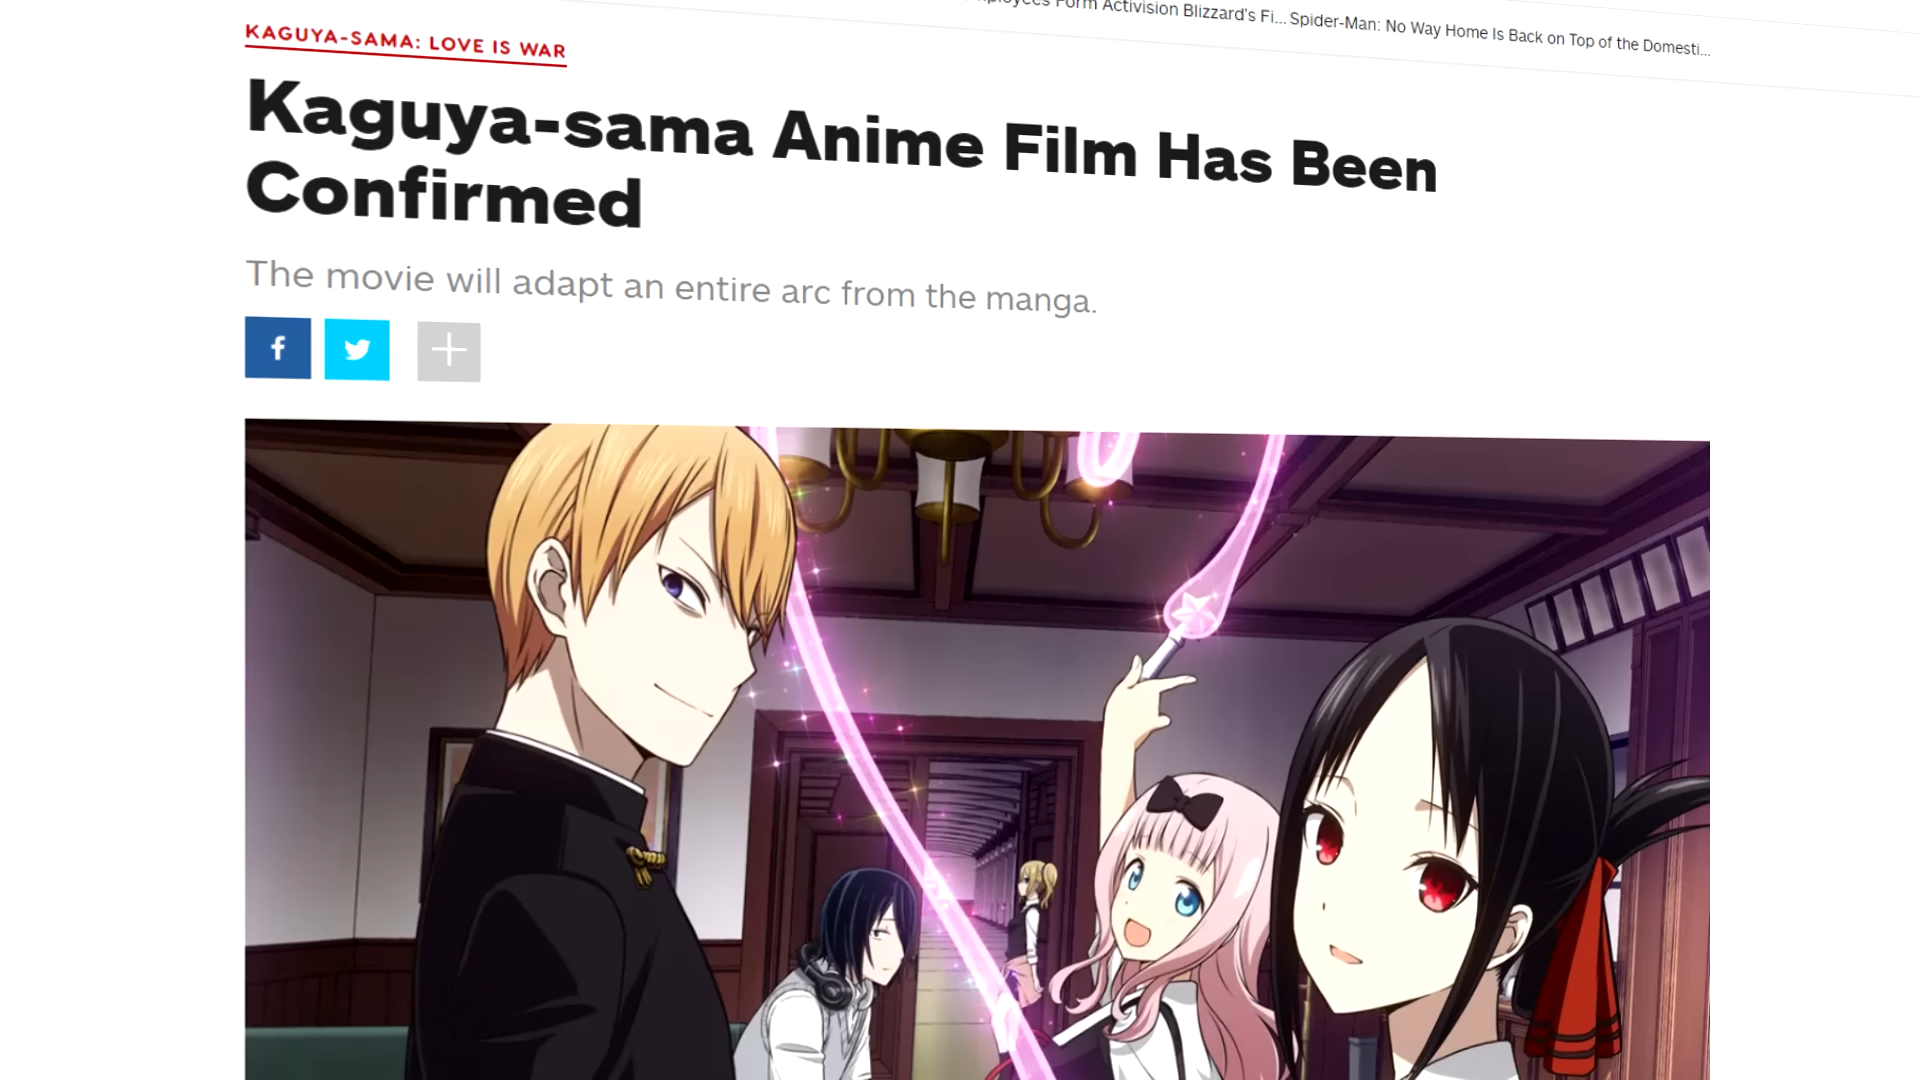 Form Activision Blizzard's Fi... Spider-Man: No Way Home Is Back on Top of the Domesti...
KAGUYA-SAMA: LOVE IS WAR
Kaguya-sama Anime Film Has Been
Confirmed
The movie will adapt an entire arc from the manga.